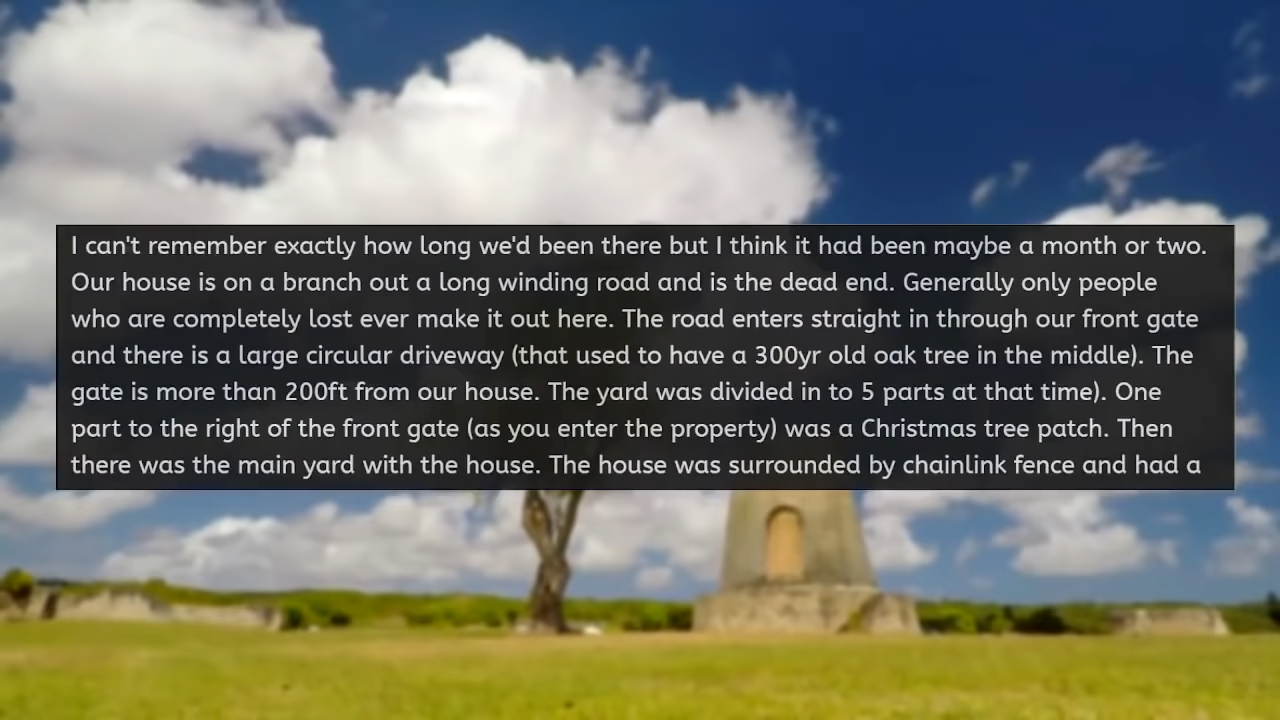 I can't remember exactly how long we'd been there but I think it had been maybe a month or two.
Our house is on a branch out a long winding road and is the dead end. Generally only people
who are completely lost ever make it out here. The road enters straight in through our front gate
and there is a large circular driveway (that used to have a 300yr old oak tree in the middle). The
gate is more than 200ft from our house. The yard was divided in to 5 parts at that time). One
part to the right of the front gate (as you enter the property) was a Christmas tree patch. Then
there was the main yard with the house. The house was surrounded by chainlink fence and had a